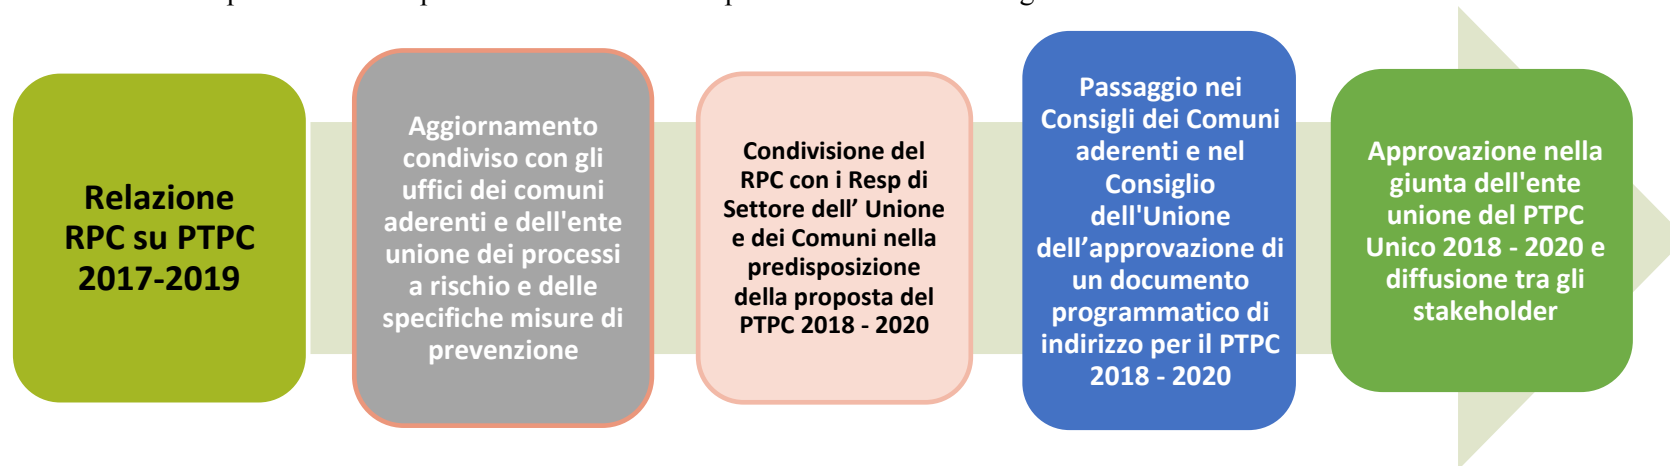 Relazione
RPC su PTPC
2017-2019
Aggiornamento
condiviso con gli
uffici dei comuni
aderenti e dell'ente
unione dei processi
a rischio e delle
specifiche misure di
prevenzione
Condivisione del
RPC con i Resp di
Settore dell’ Unione
e dei Comuni nella
predisposizione
della proposta del
PTPC 2018 - 2020
Passaggio nei
Consigli dei Comuni
aderenti e nel
Consiglio
dell'Unione
dell’approvazione di
un documento
programmatico di
indirizzo per il PTPC
2018 - 2020
Approvazione nella
giunta dell'ente
unione del PTPC
Unico 2018 - 2020 e
diffusione tra gli
stakeholder